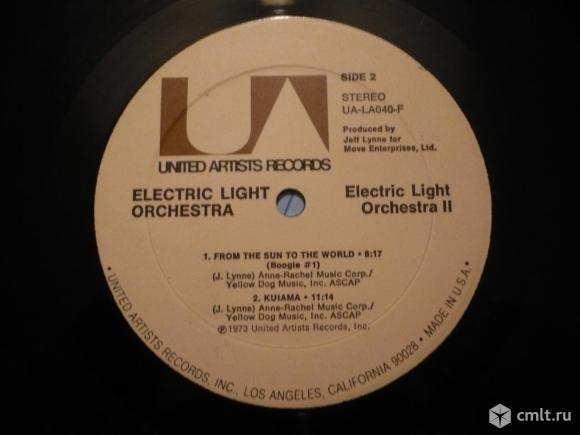 UA
UNITED ARTISTS RECORDS
SIDE 2
STEREO
UA-LA040-F
Produced by
Jeff Lynne for
Move Enterprises, Ltd.
ELECTRIC LIGHT
ORCHESTRA
Electric Light
Orchestra II
1. FROM THE SUN TO THE WORLD • 8:17
(Boogie #1)
(J. Lynne) Anne-Rachel Music Corp./
Yellow Dog Music, Inc. ASCAP
2. KUIAMA • 11:14
(J. Lynne) Anne-Rachel Music Corp./
Yellow Dog Music, Inc. ASCAP
℗1973 United Artists Records, Inc.
• UNITED ARTISTS RECORDS, INC., LOS ANGELES, CALIFORNIA 90028 • MADE IN U.S.A. •
cmlt.ru